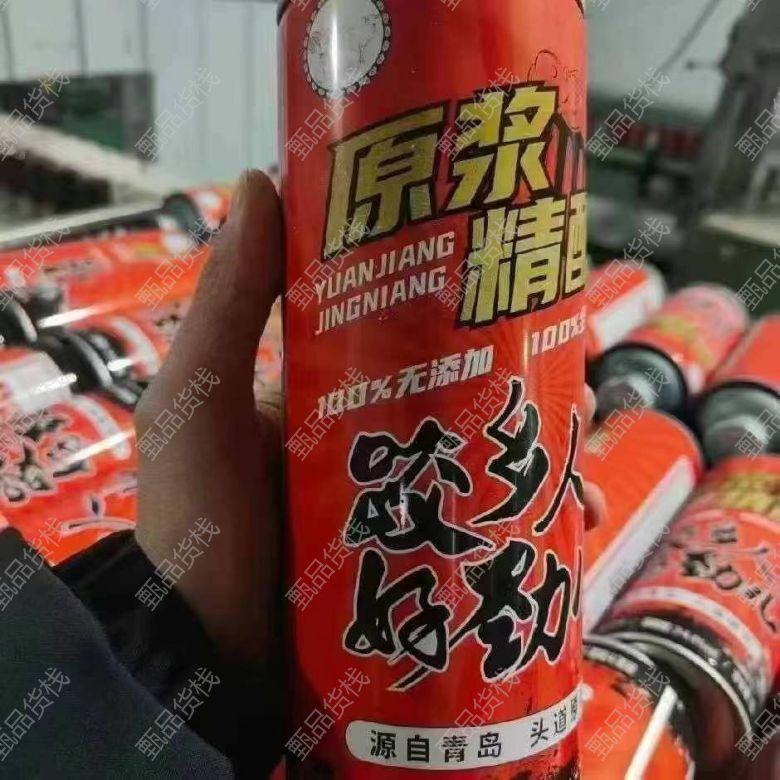 原浆
精酿
YUANJIANG
JINGNIANG
100%无添加
100%
乡人
好劲
源自青岛 头道
甄品货栈